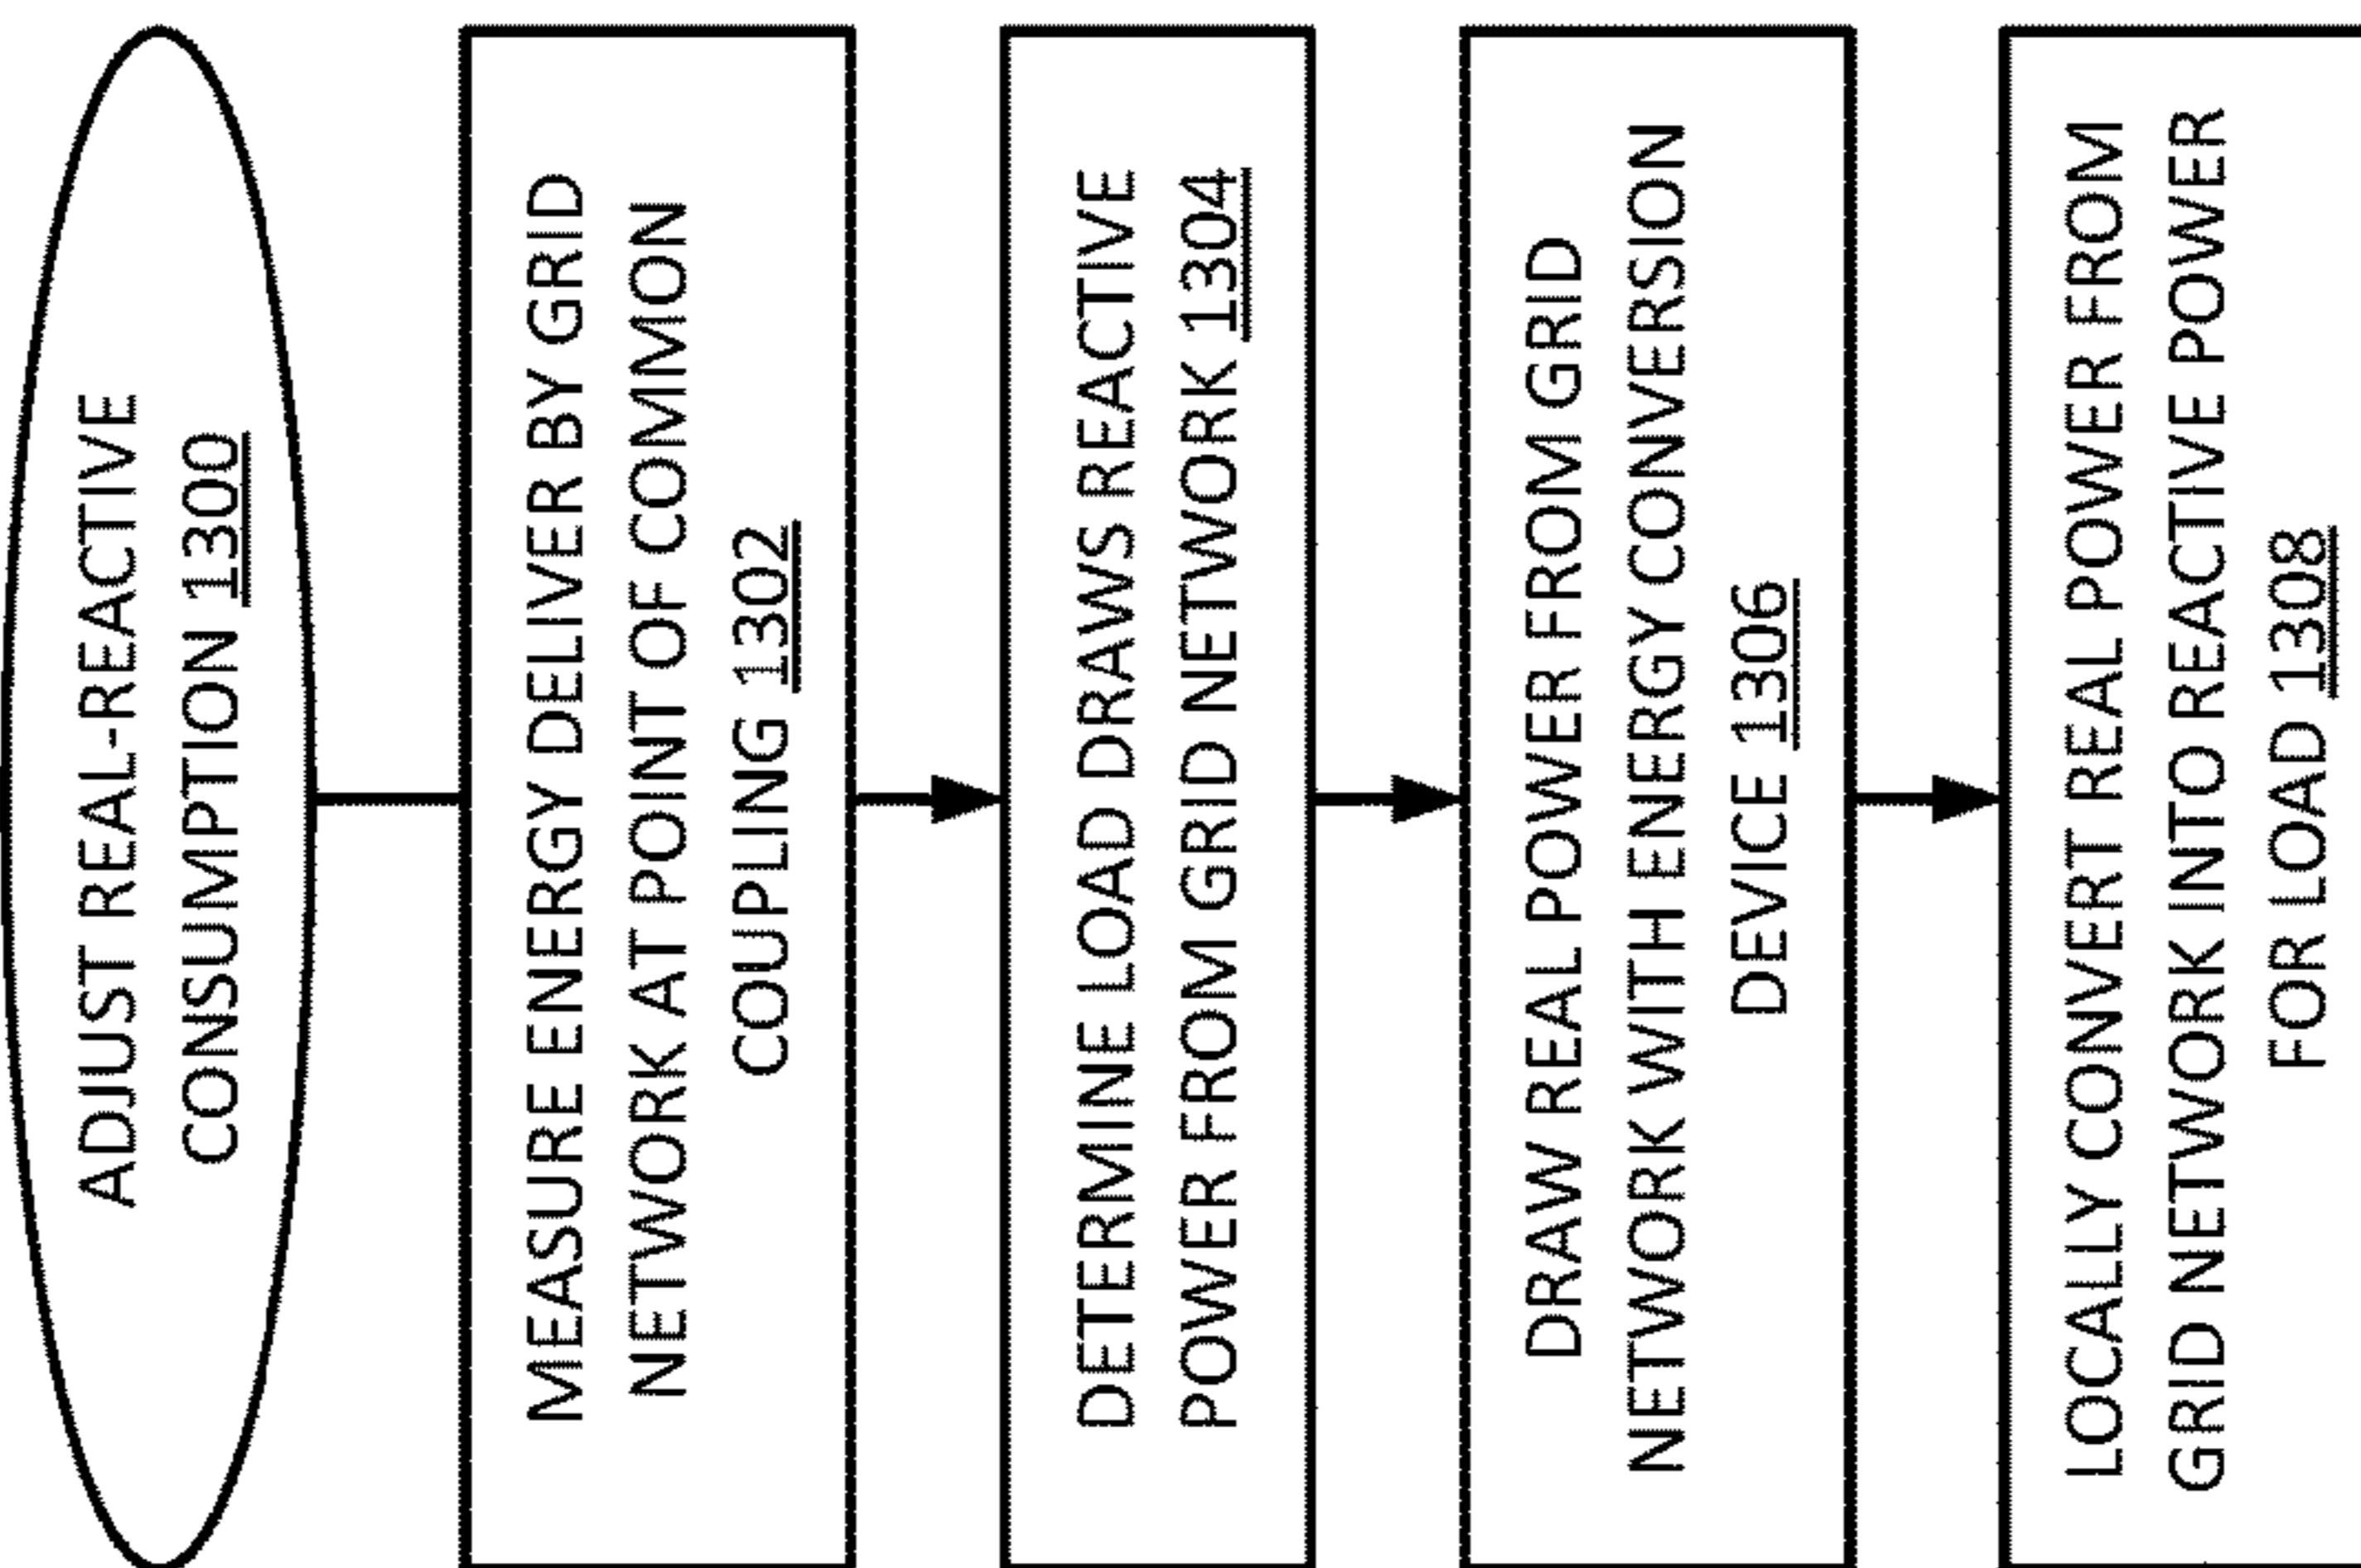 ADJUST REAL-REACTIVE
CONSUMPTION 1300
MEASURE ENERGY DELIVER BY GRID
NETWORK AT POINT OF COMMON
COUPLING 1302
DETERMINE LOAD DRAWS REACTIVE
POWER FROM GRID NETWORK 1304
DRAW REAL POWER FROM GRID
NETWORK WITH ENERGY CONVERSION
DEVICE 1306
LOCALLY CONVERT REAL POWER FROM
GRID NETWORK INTO REACTIVE POWER
FOR LOAD 1308